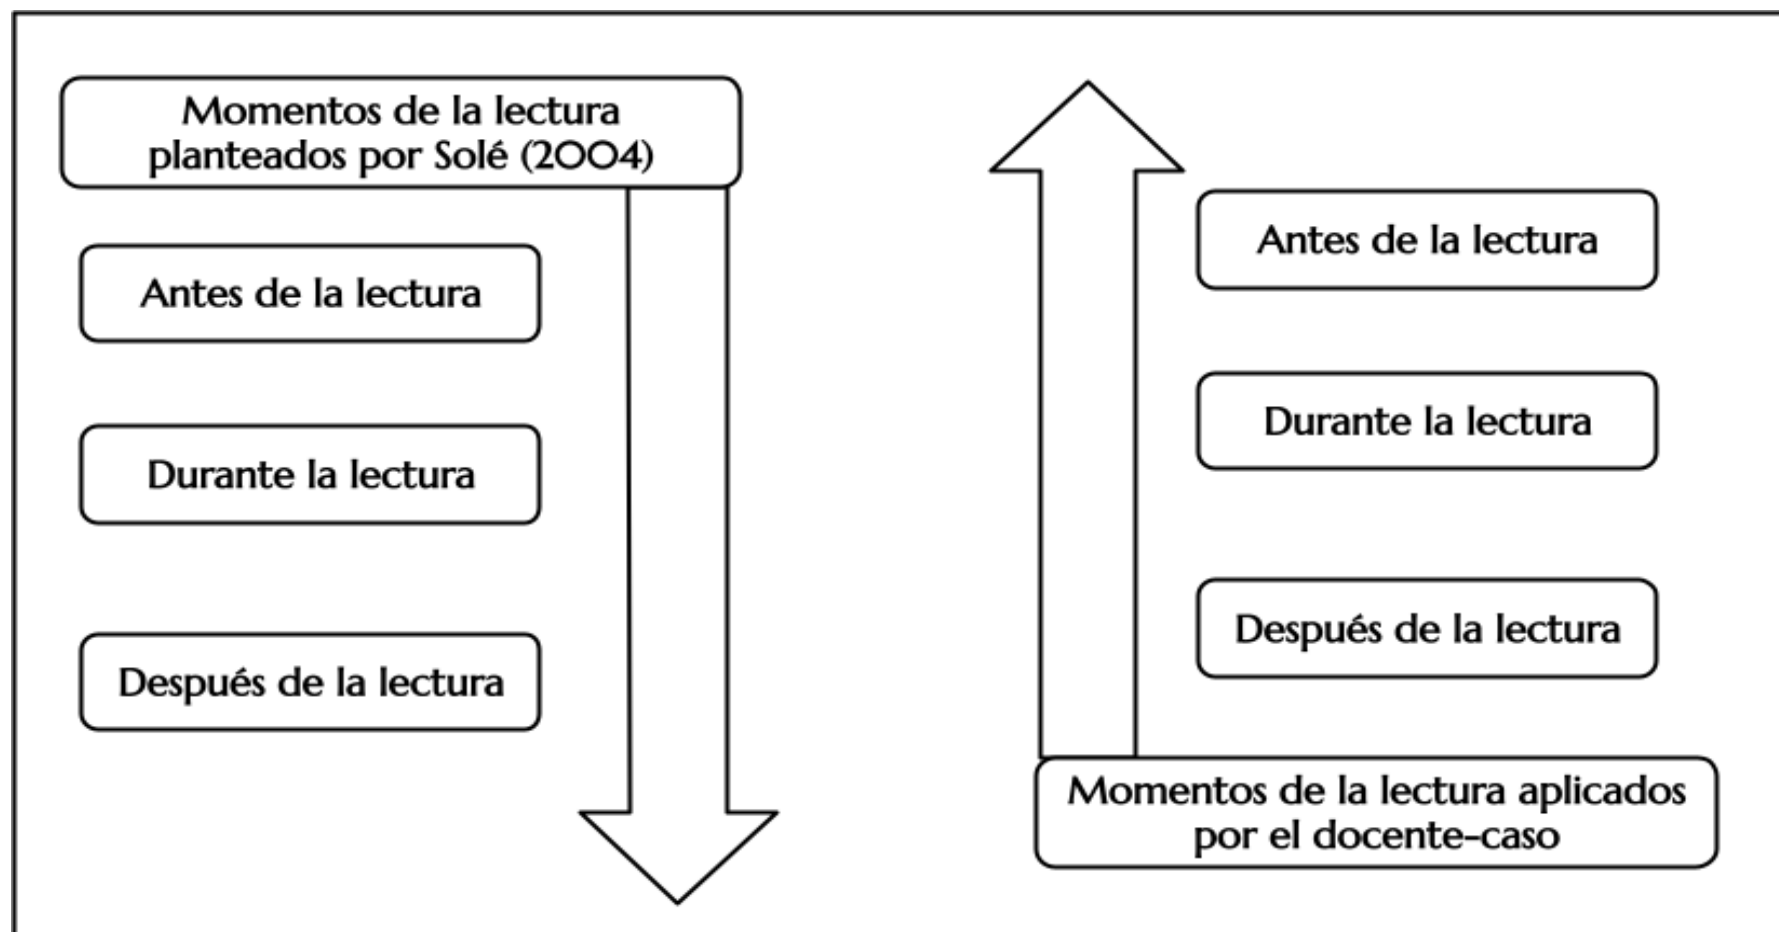 Momentos de la lectura
planteados por Solé (2004)
Antes de la lectura
Durante la lectura
Después de la lectura
Antes de la lectura
Durante la lectura
Después de la lectura
Momentos de la lectura aplicados
por el docente-caso